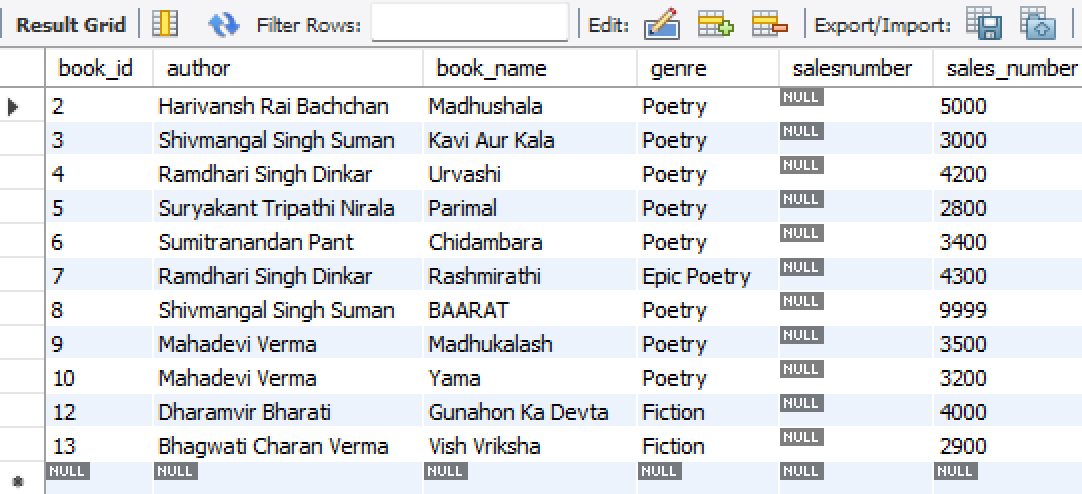 Result Grid Filter Rows: Edit: Export/Import:
book_id author book_name genre salesnumber sales_number
2 Harivansh Rai Bachchan Madhushala Poetry NULL 5000
3 Shivmangal Singh Suman Kavi Aur Kala Poetry NULL 3000
4 Ramdhari Singh Dinkar Urvashi Poetry NULL 4200
5 Suryakant Tripathi Nirala Parimal Poetry NULL 2800
6 Sumitranandan Pant Chidambara Poetry NULL 3400
7 Ramdhari Singh Dinkar Rashmirathi Epic Poetry NULL 4300
8 Shivmangal Singh Suman BAARAT Poetry NULL 9999
9 Mahadevi Verma Madhukalash Poetry NULL 3500
10 Mahadevi Verma Yama Poetry NULL 3200
12 Dharamvir Bharati Gunahon Ka Devta Fiction NULL 4000
13 Bhagwati Charan Verma Vish Vriksha Fiction NULL 2900
NULL NULL NULL NULL NULL NULL